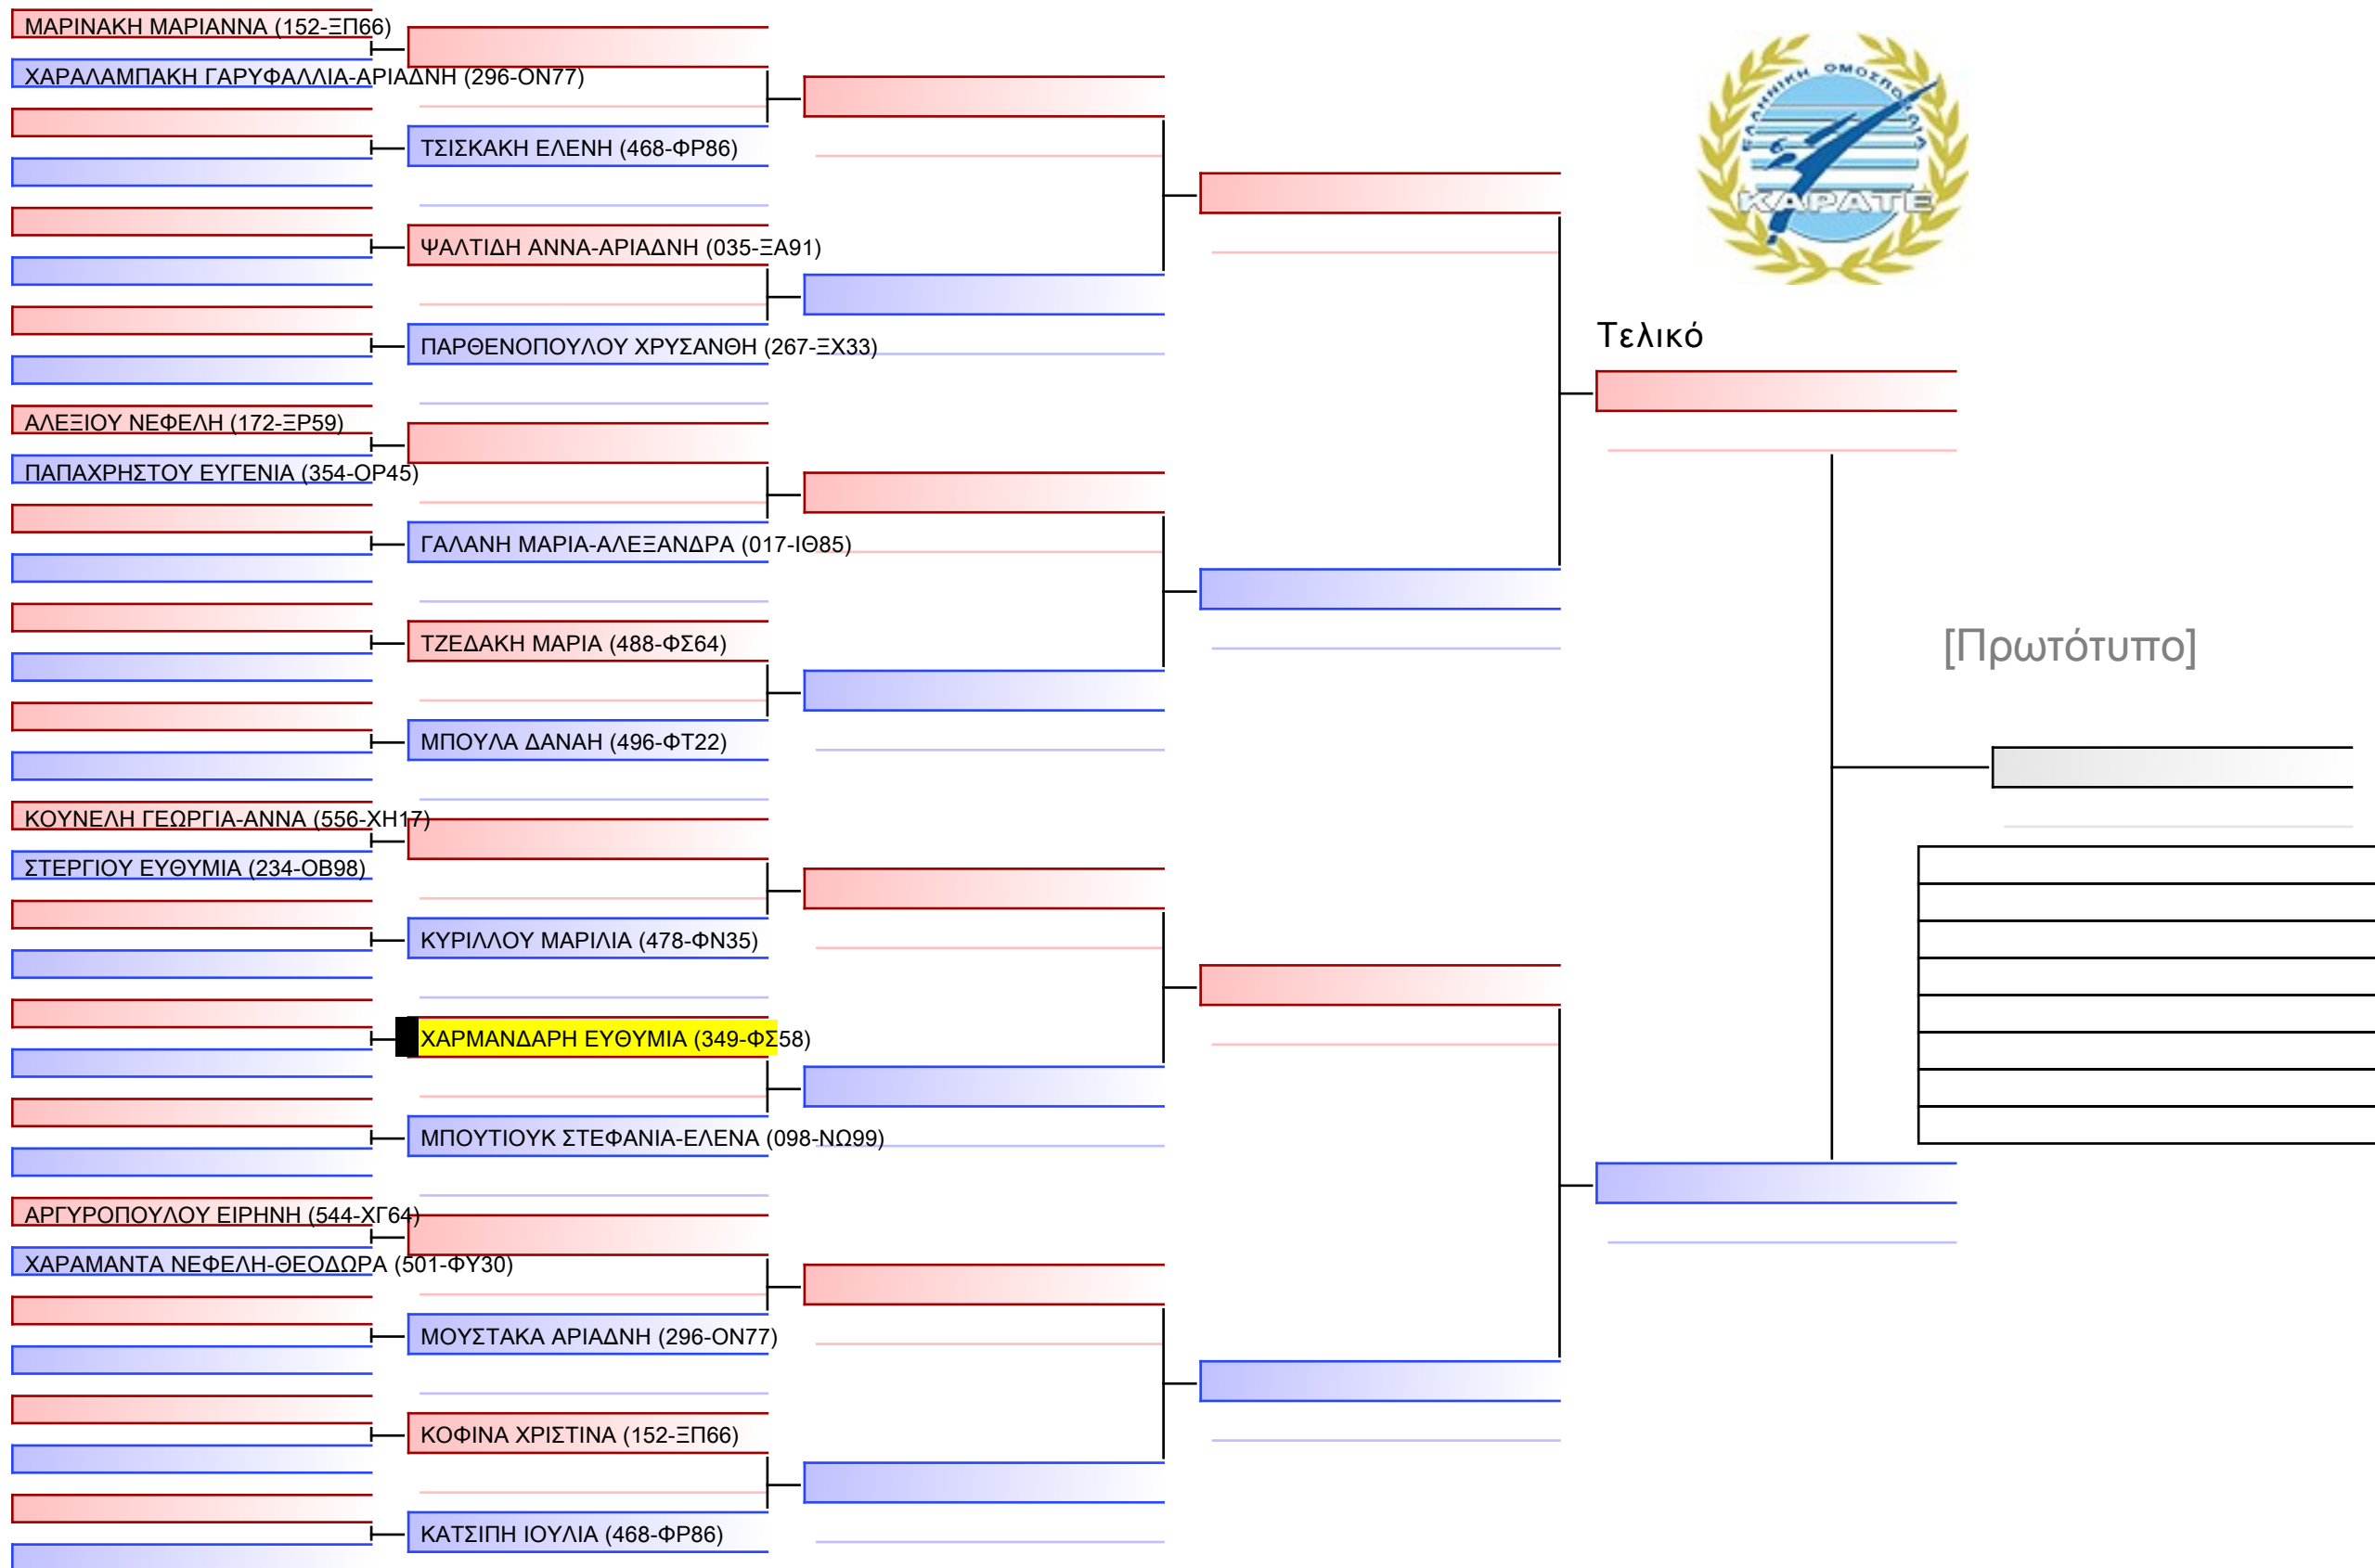 ΜΑΡΙΝΑΚΗ ΜΑΡΙΑΝΝΑ (152-ΞΠ66)
ΧΑΡΑΛΑΜΠΑΚΗ ΓΑΡΥΦΑΛΛΙΑ-ΑΡΙΑΔΝΗ (296-ΟΝ77)
ΤΣΙΣΚΑΚΗ ΕΛΕΝΗ (468-ΦΡ86)
ΨΑΛΤΙΔΗ ΑΝΝΑ-ΑΡΙΑΔΝΗ (035-ΞΑ91)
ΠΑΡΘΕΝΟΠΟΥΛΟΥ ΧΡΥΣΑΝΘΗ (267-ΞΧ33)
ΑΛΕΞΙΟΥ ΝΕΦΕΛΗ (172-ΞΡ59)
ΠΑΠΑΧΡΗΣΤΟΥ ΕΥΓΕΝΙΑ (354-ΟΡ45)
ΓΑΛΑΝΗ ΜΑΡΙΑ-ΑΛΕΞΑΝΔΡΑ (017-ΙΘ85)
ΤΖΕΔΑΚΗ ΜΑΡΙΑ (488-ΦΣ64)
ΜΠΟΥΛΑ ΔΑΝΑΗ (496-ΦΤ22)
ΚΟΥΝΕΛΗ ΓΕΩΡΓΙΑ-ΑΝΝΑ (556-ΧΗ17)
ΣΤΕΡΓΙΟΥ ΕΥΘΥΜΙΑ (234-ΟΒ98)
ΚΥΡΙΛΛΟΥ ΜΑΡΙΛΙΑ (478-ΦΝ35)
ΧΑΡΜΑΝΔΑΡΗ ΕΥΘΥΜΙΑ (349-ΦΣ58)
ΜΠΟΥΤΙΟΥΚ ΣΤΕΦΑΝΙΑ-ΕΛΕΝΑ (098-ΝΩ99)
ΑΡΓΥΡΟΠΟΥΛΟΥ ΕΙΡΗΝΗ (544-ΧΓ64)
ΧΑΡΑΜΑΝΤΑ ΝΕΦΕΛΗ-ΘΕΟΔΩΡΑ (501-ΦΥ30)
ΜΟΥΣΤΑΚΑ ΑΡΙΑΔΝΗ (296-ΟΝ77)
ΚΟΦΙΝΑ ΧΡΙΣΤΙΝΑ (152-ΞΠ66)
ΚΑΤΣΙΠΗ ΙΟΥΛΙΑ (468-ΦΡ86)
ΕΛΛΗΝΙΚΗ ΟΜΟΣΠΟΝΔΙΑ
ΚΑΡΑΤΕ
Τελικό
[Πρωτότυπο]